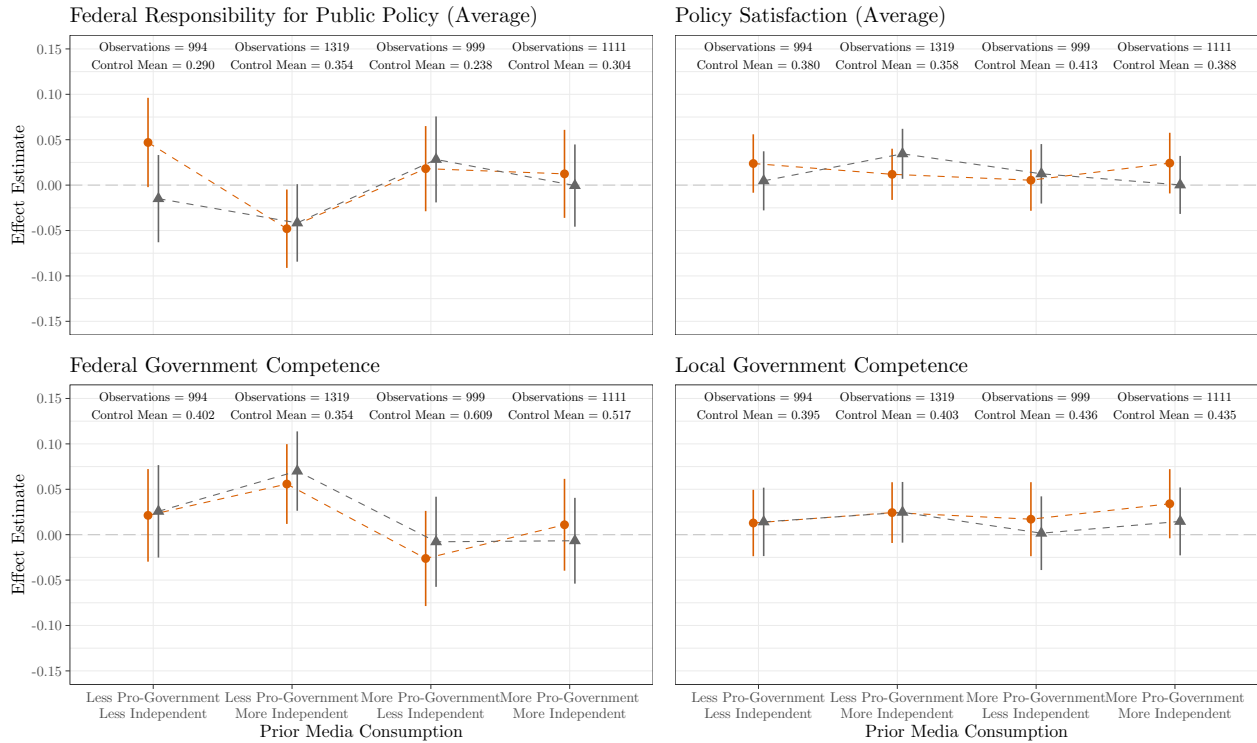 Federal Responsibility for Public Policy (Average)
Observations = 994 Observations = 1319 Observations = 999 Observations = 1111
Control Mean = 0.290 Control Mean = 0.354 Control Mean = 0.238 Control Mean = 0.304
0.15
0.10
0.05
0.00
-0.05
-0.10
-0.15
Effect Estimate
Policy Satisfaction (Average)
Observations = 994 Observations = 1319 Observations = 999 Observations = 1111
Control Mean = 0.380 Control Mean = 0.358 Control Mean = 0.413 Control Mean = 0.388
Federal Government Competence
Observations = 994 Observations = 1319 Observations = 999 Observations = 1111
Control Mean = 0.402 Control Mean = 0.354 Control Mean = 0.609 Control Mean = 0.517
0.15
0.10
0.05
0.00
-0.05
-0.10
-0.15
Effect Estimate
Local Government Competence
Observations = 994 Observations = 1319 Observations = 999 Observations = 1111
Control Mean = 0.395 Control Mean = 0.403 Control Mean = 0.436 Control Mean = 0.435
Less Pro-Government Less Pro-Government More Pro-Government More Pro-Government
Less Independent More Independent Less Independent More Independent
Prior Media Consumption
Less Pro-Government Less Pro-Government More Pro-Government More Pro-Government
Less Independent More Independent Less Independent More Independent
Prior Media Consumption